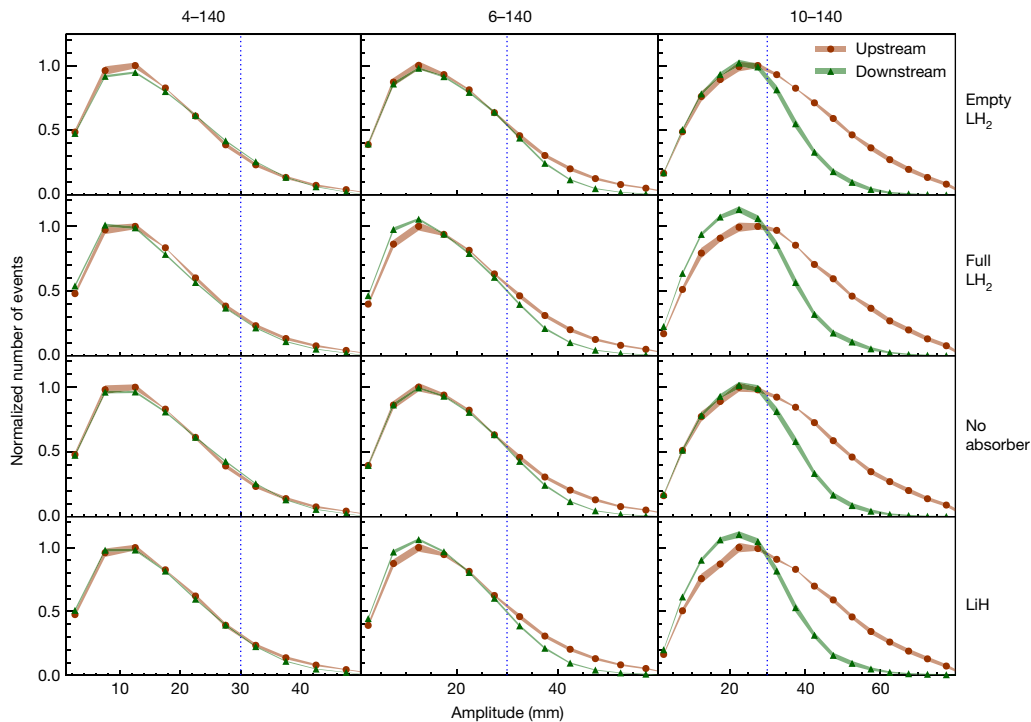 4–140 6–140 10–140
Upstream
Downstream
1.0
0.5
0.0
Empty
LH2
1.0
0.5
0.0
Full
LH2
1.0
0.5
0.0
No
absorber
1.0
0.5
0.0
LiH
Normalized number of events
10 20 30 40 20 40 20 40 60
Amplitude (mm)